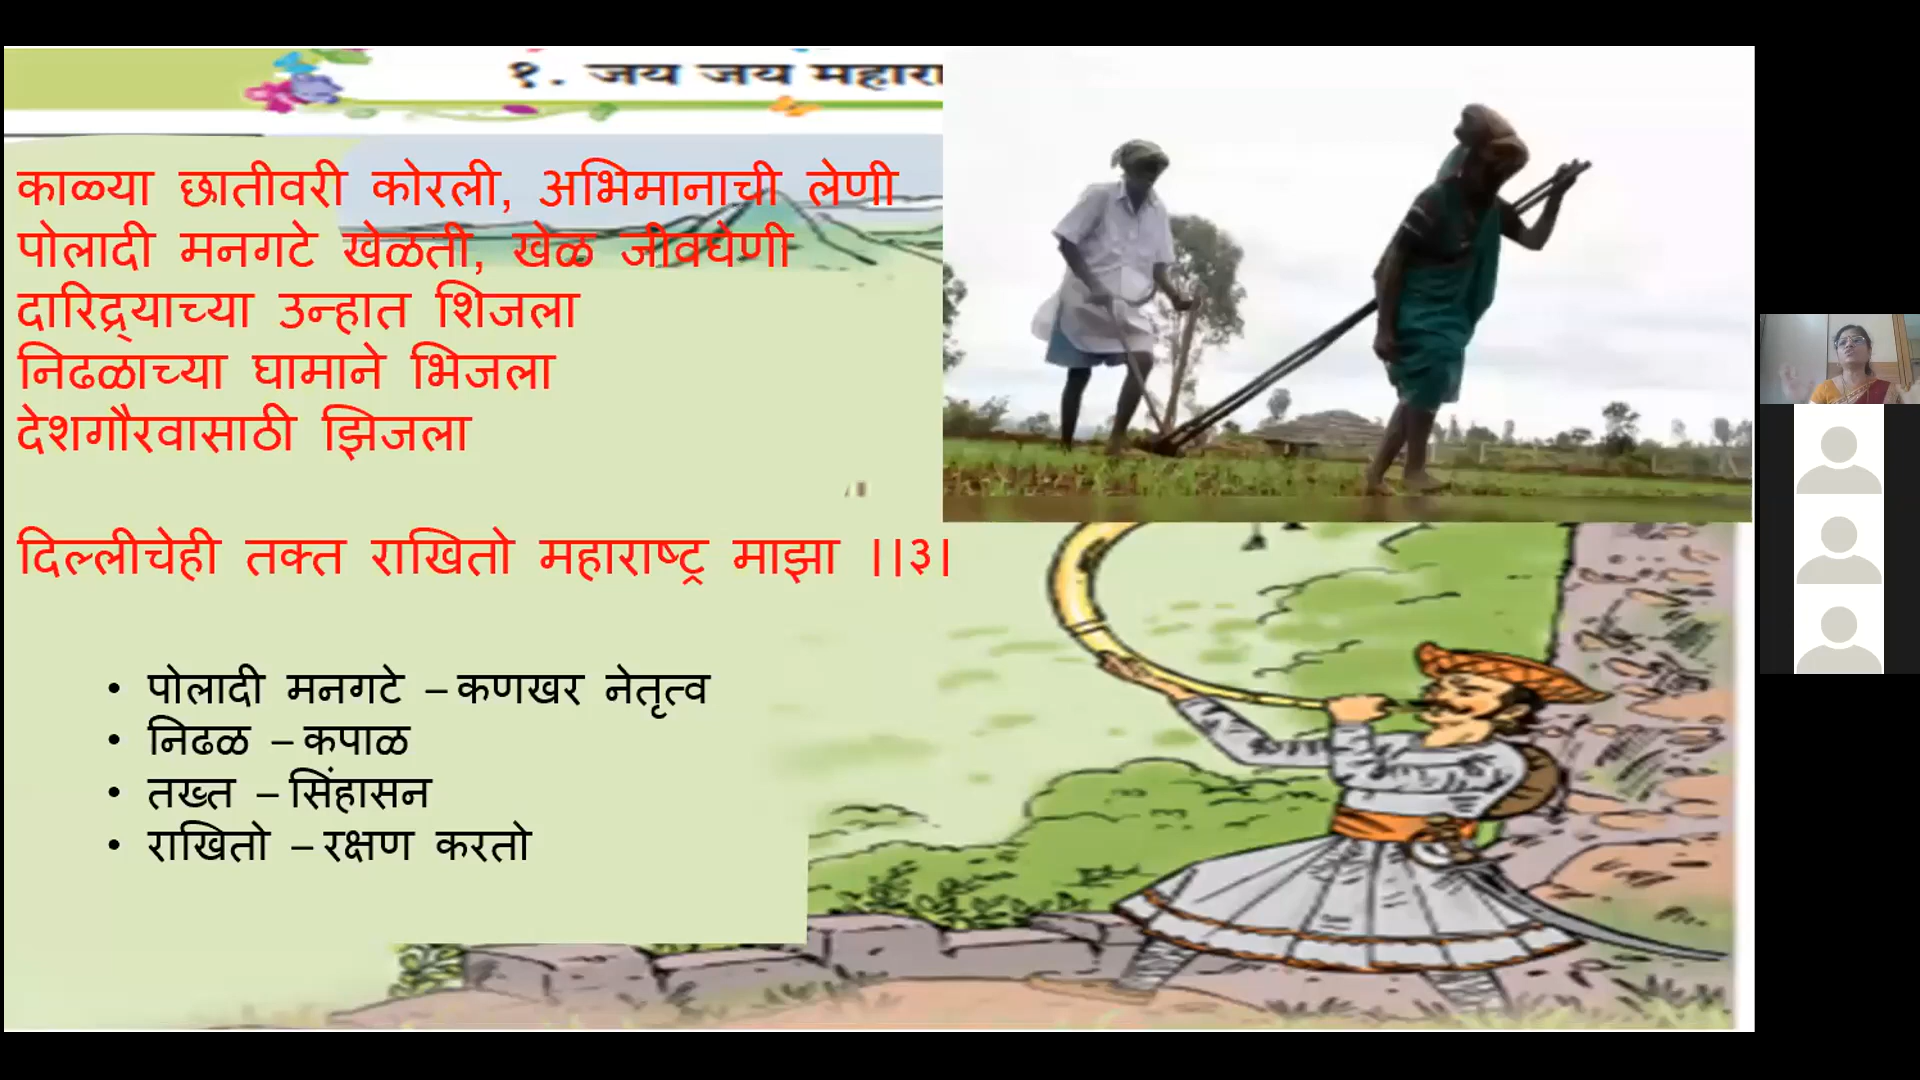 १. जय जय
काळ्या छातीवरी कोरली, अभिमानाची लेणी
पोलादी मनगटे खेळती, खेळ जीवघेणी
दारिद्र्याच्या उन्हात शिजला
निढळाच्या घामाने भिजला
देशगौरवासाठी झिजला
दिल्लीचेही तक्त राखितो महाराष्ट्र माझा ।।३।
• पोलादी मनगटे – कणखर नेतृत्व
• निढळ – कपाळ
• तख्त – सिंहासन
• राखितो – रक्षण करतो